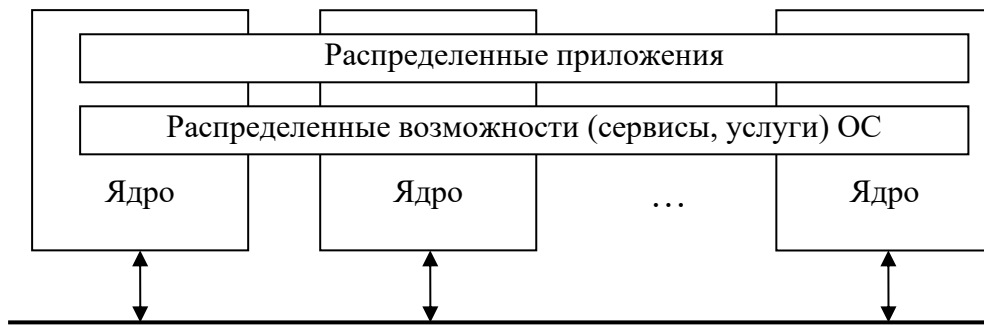 Распределенные приложения
Распределенные возможности (сервисы, услуги) ОС
Ядро Ядро … Ядро